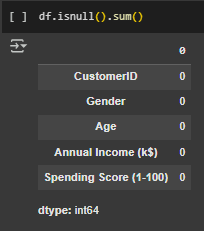 [ ] df.isnull().sum()
0
CustomerID 0
Gender 0
Age 0
Annual Income (k$) 0
Spending Score (1-100) 0
dtype: int64